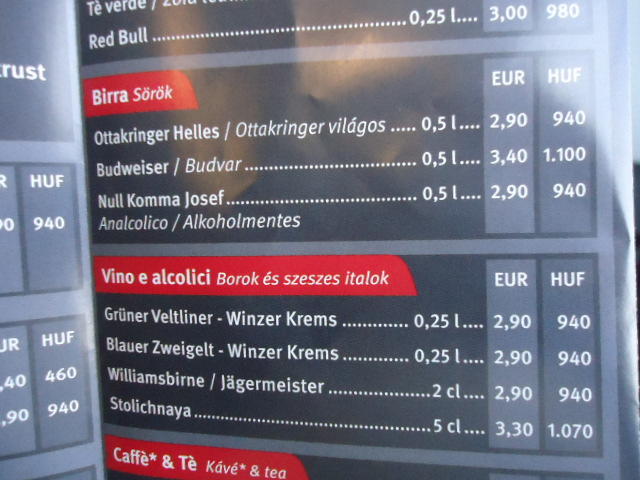 Tè verde /
0,25 l.... 3,00 980
Red Bull
rust
EUR HUF
Birra Sörök
Ottakringer Helles / Ottakringer világos ..... 0,5 l.... 2,90 940
Budweiser / Budvar ........................... 0,5 l.... 3,40 1.100
Null Komma Josef.............................. 0,5 l.... 2,90 940
Analcolico / Alkoholmentes
R HUF
90 940
Vino e alcolici Borok és szeszes italok EUR HUF
Grüner Veltliner - Winzer Krems ............. 0,25 l.... 2,90 940
Blauer Zweigelt - Winzer Krems ............. 0,25 l.... 2,90 940
Williamsbirne / Jägermeister ..................... 2 cl.... 2,90 940
Stolichnaya ............................................. 5 cl.... 3,30 1.070
UR HUF
,40 460
,90 940
Caffè* & Tè Kávé* & tea